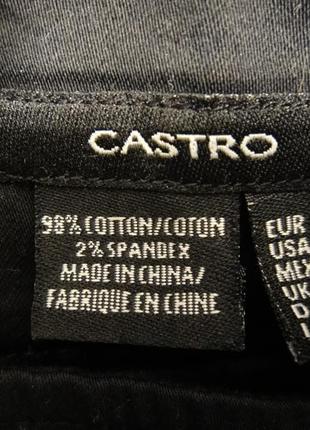 CASTRO
98% COTTON/COTON
2% SPANDEX
MADE IN CHINA/
FABRIQUE EN CHINE
EUR
USA
MEX
UK